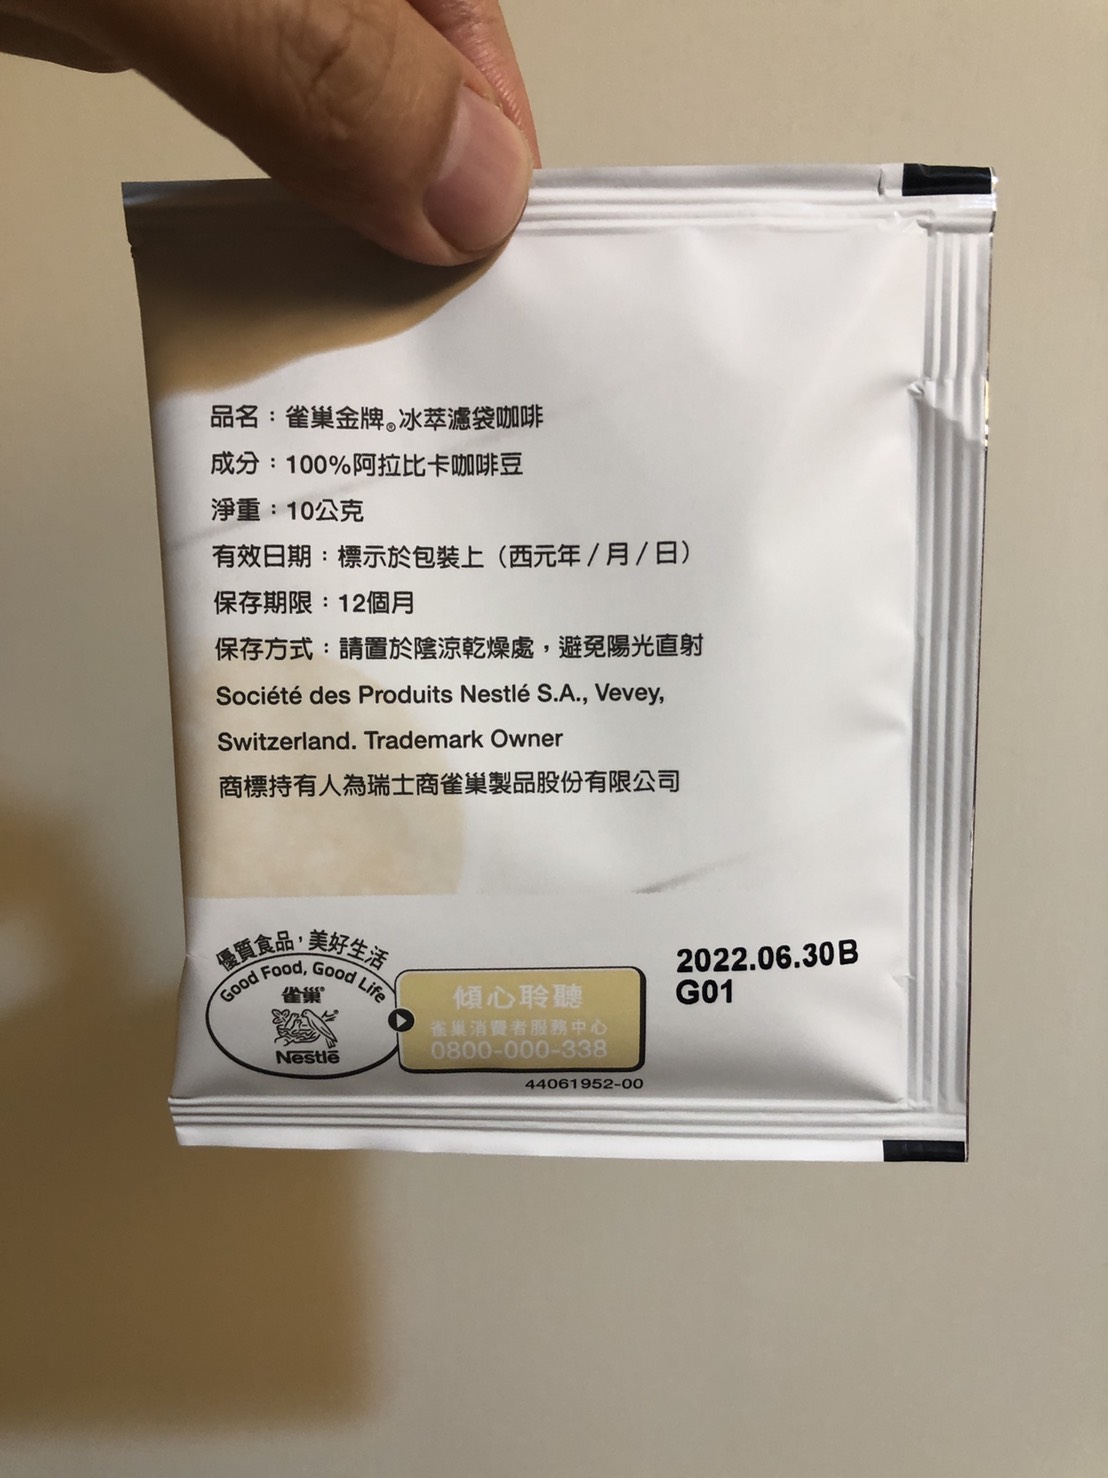 品名：雀巢金牌®冰萃濾袋咖啡
成分：100%阿拉比卡咖啡豆
淨重：10公克
有效日期：標示於包裝上（西元年/月/日）
保存期限：12個月
保存方式：請置於陰涼乾燥處，避免陽光直射
Société des Produits Nestlé S.A., Vevey,
Switzerland. Trademark Owner
商標持有人為瑞士商雀巢製品股份有限公司
優質食品，美好生活
Good Food, Good Life
雀巢®
Nestlé
傾心聆聽
雀巢消費者服務中心
0800-000-338
44061952-00
2022.06.30B
G01